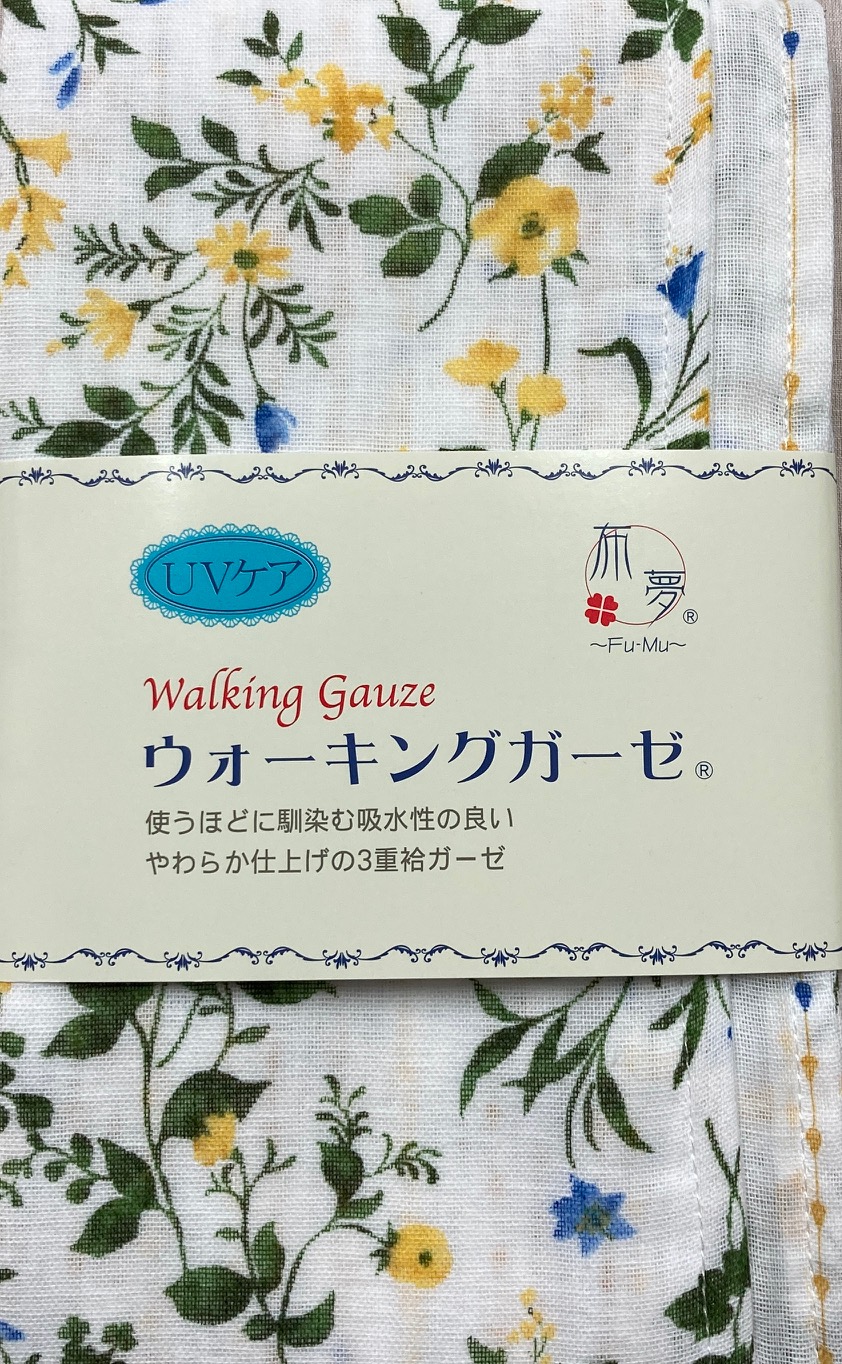 UVケア
布夢®
～Fu-Mu～
Walking Gauze
ウォーキングガーゼ®
使うほどに馴染む吸水性の良い
やわらか仕上げの3重袷ガーゼ